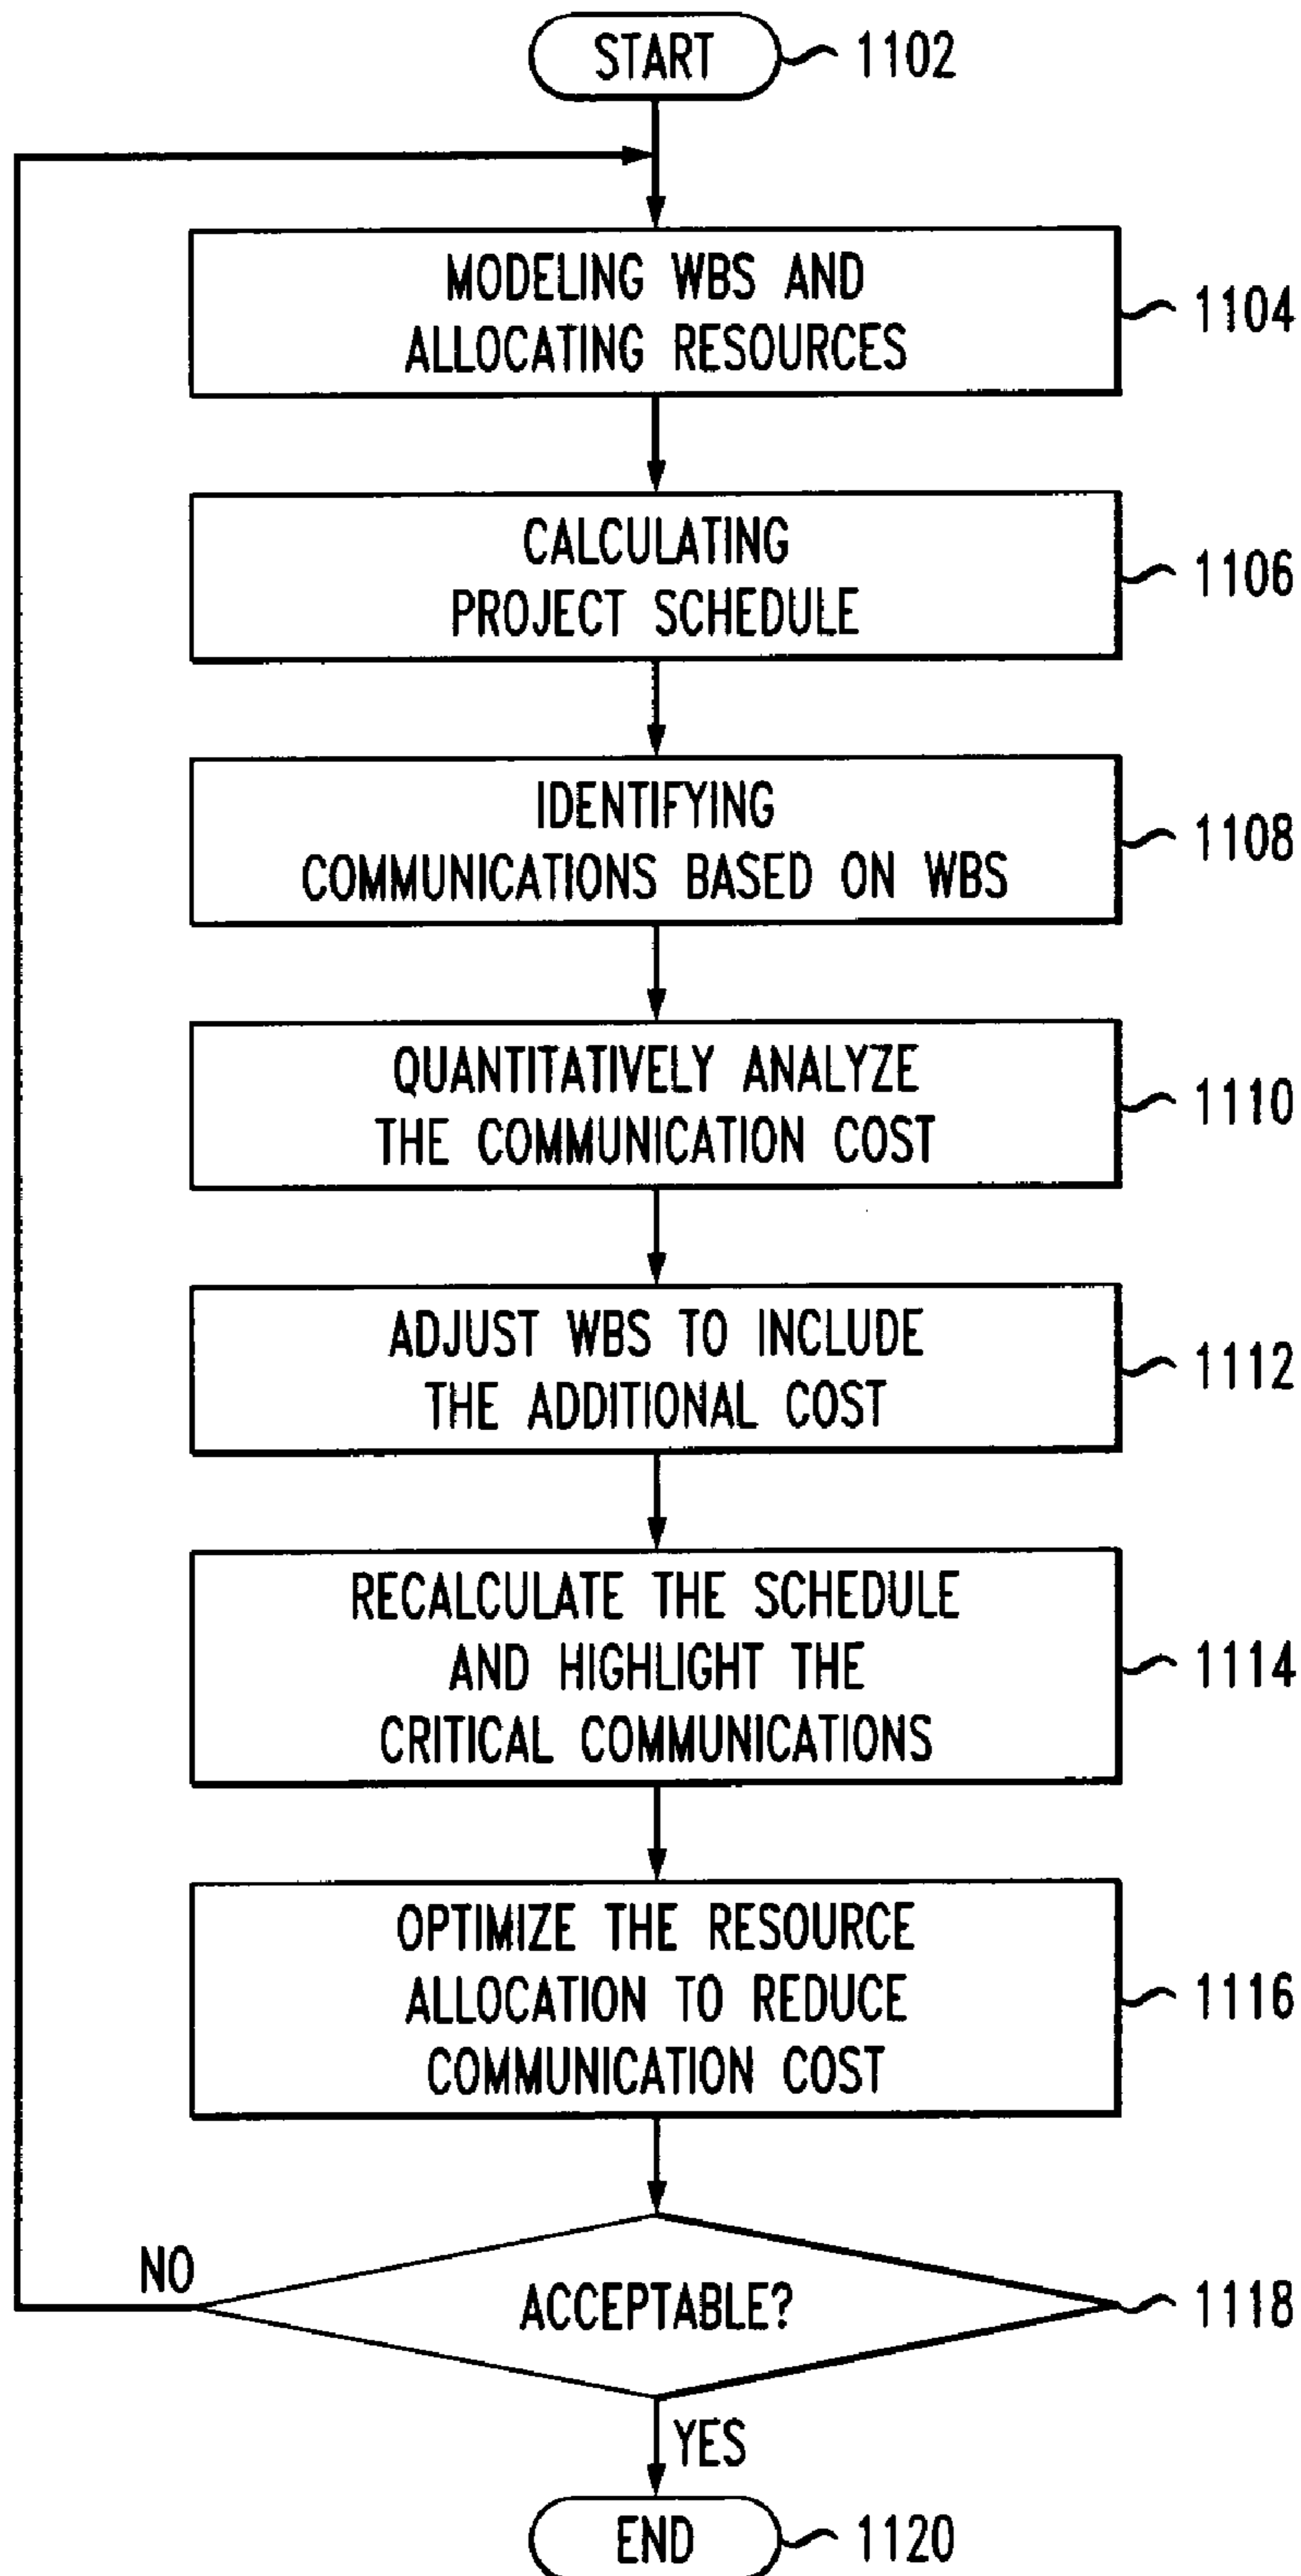 START
1102
MODELING WBS AND
ALLOCATING RESOURCES
1104
CALCULATING
PROJECT SCHEDULE
1106
IDENTIFYING
COMMUNICATIONS BASED ON WBS
1108
QUANTITATIVELY ANALYZE
THE COMMUNICATION COST
1110
ADJUST WBS TO INCLUDE
THE ADDITIONAL COST
1112
RECALCULATE THE SCHEDULE
AND HIGHLIGHT THE
CRITICAL COMMUNICATIONS
1114
OPTIMIZE THE RESOURCE
ALLOCATION TO REDUCE
COMMUNICATION COST
1116
NO
ACCEPTABLE?
1118
YES
END
1120